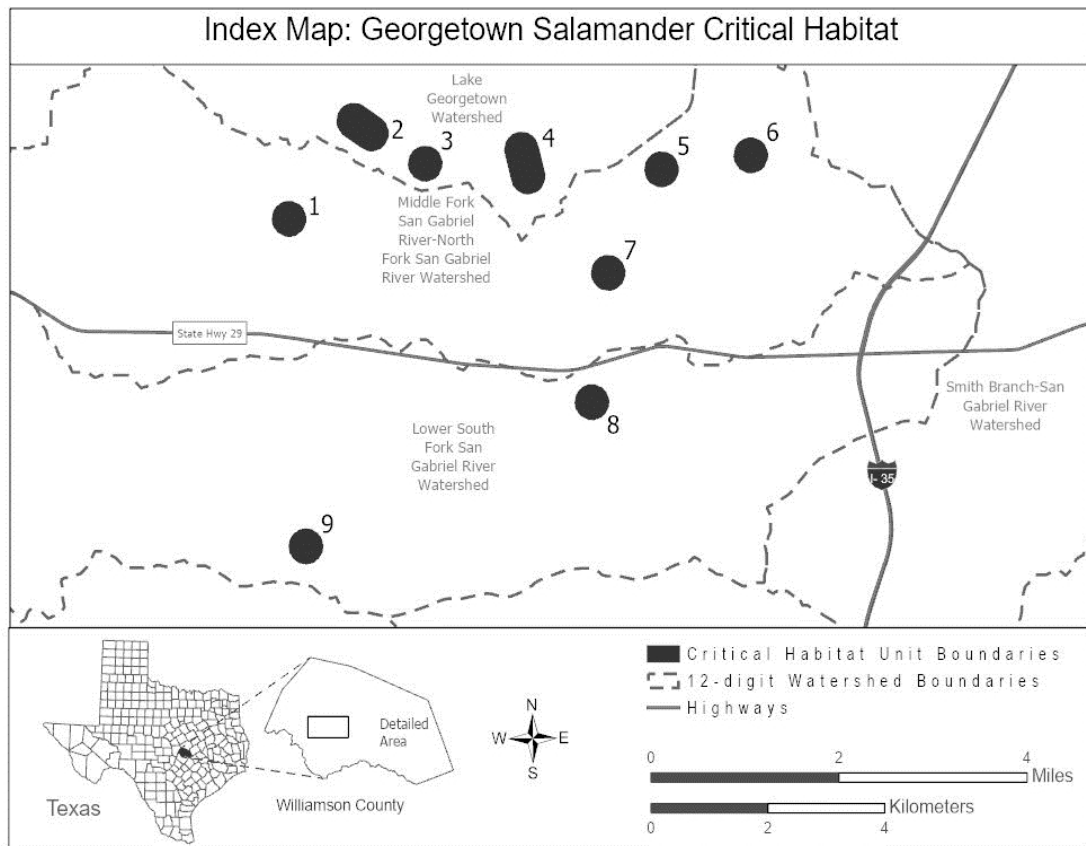 Index Map: Georgetown Salamander Critical Habitat
Lake
Georgetown
Watershed
2
3
4
5
6
1
Middle Fork
San Gabriel
River-North
Fork San Gabriel
River Watershed
7
State Hwy 29
8
Smith Branch-San
Gabriel River
Watershed
Lower South
Fork San
Gabriel River
Watershed
I-35
9
Texas
Williamson County
Detailed
Area
N
W E
S
Critical Habitat Unit Boundaries
12-digit Watershed Boundaries
Highways
0 2 4
Miles
Kilometers
0 2 4